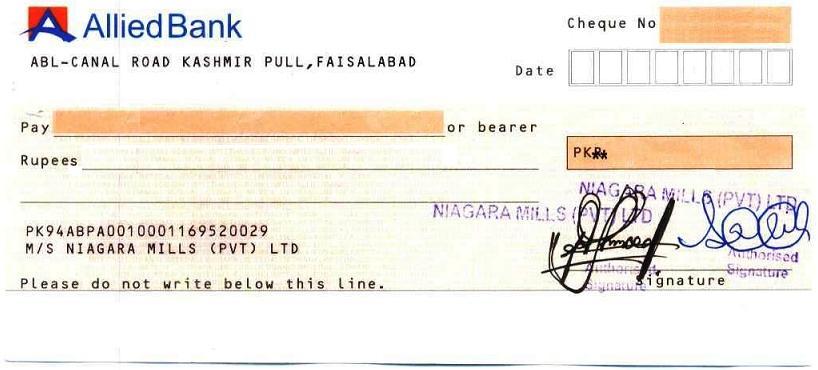 Allied Bank
Cheque No
ABL-CANAL ROAD KASHMIR PULL,FAISALABAD
Date
Pay or bearer
Rupees
PKR**
NIAGARA MILLS (PVT) LTD
NIAGARA MILLS (PVT) LTD
PK94ABPA0010001169520029
M/S NIAGARA MILLS (PVT) LTD
Authorised
Signature
Authorised
Signature
Please do not write below this line.
Signature